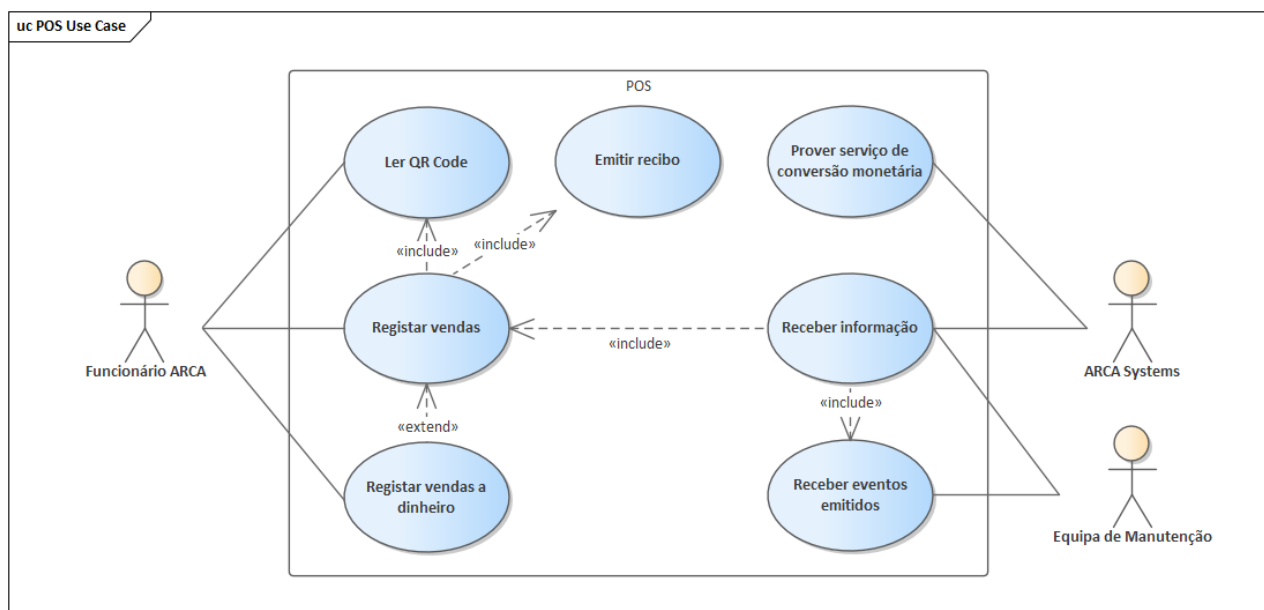 uc POS Use Case
POS
Ler QR Code
Emitir recibo
Prover serviço de
conversão monetária
«include»
«include»
Registar vendas
Receber informação
«include»
Funcionário ARCA
ARCA Systems
«include»
«extend»
Registar vendas a
dinheiro
Receber eventos
emitidos
Equipa de Manutenção